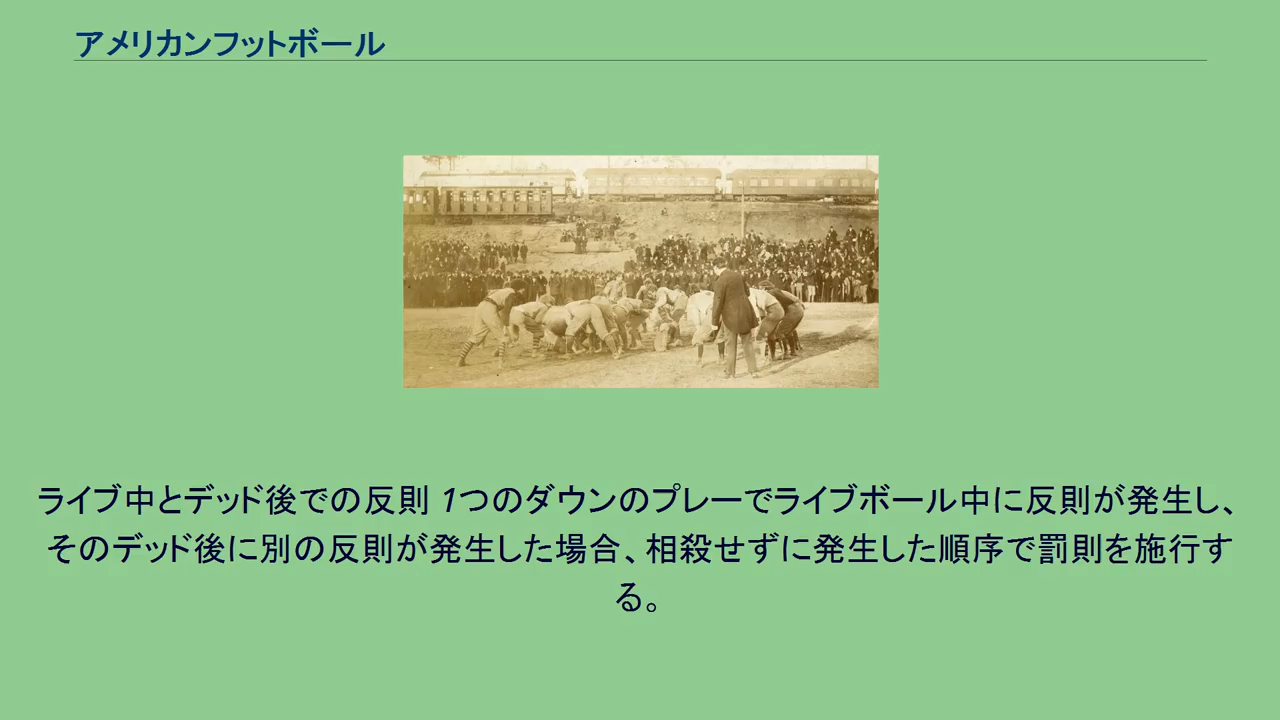 アメリカンフットボール
ライブ中とデッド後での反則 1つのダウンのプレーでライブボール中に反則が発生し、
そのデッド後に別の反則が発生した場合、相殺せずに発生した順序で罰則を施行す
る。